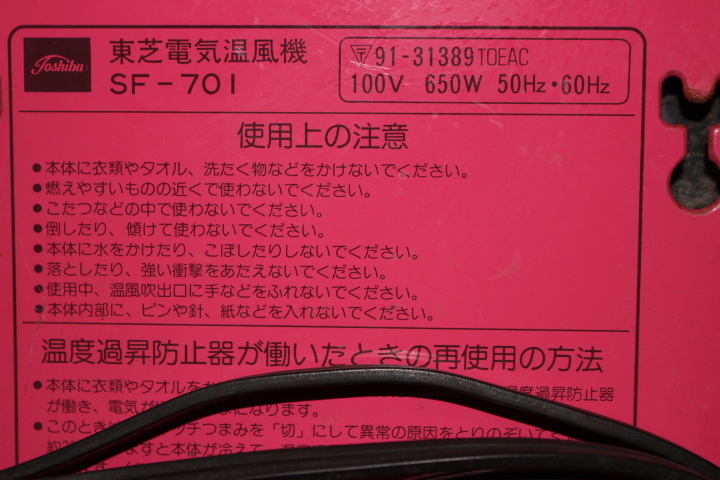 Toshiba
東芝電気温風機
SF-701
91-31389 TOEAC
100V 650W 50Hz・60Hz
使用上の注意
●本体に衣類やタオル、洗たく物などをかけないでください。
●燃えやすいものの近くで使わないでください。
●こたつなどの中で使わないでください。
●倒したり、傾けて使わないでください。
●本体に水をかけたり、こぼしたりしないでください。
●落としたり、強い衝撃をあたえないでください。
●使用中、温風吹出口に手などをふれないでください。
●本体内部に、ピンや針、紙などを入れないでください。
温度過昇防止器が働いたときの再使用の方法
●本体に衣類やタオルをか 温度過昇防止器
が働き、電気が になります。
●このとき ッチつまみを「切」にして異常の原因をとりのぞいてく
約 ますと本体が冷えて、温度